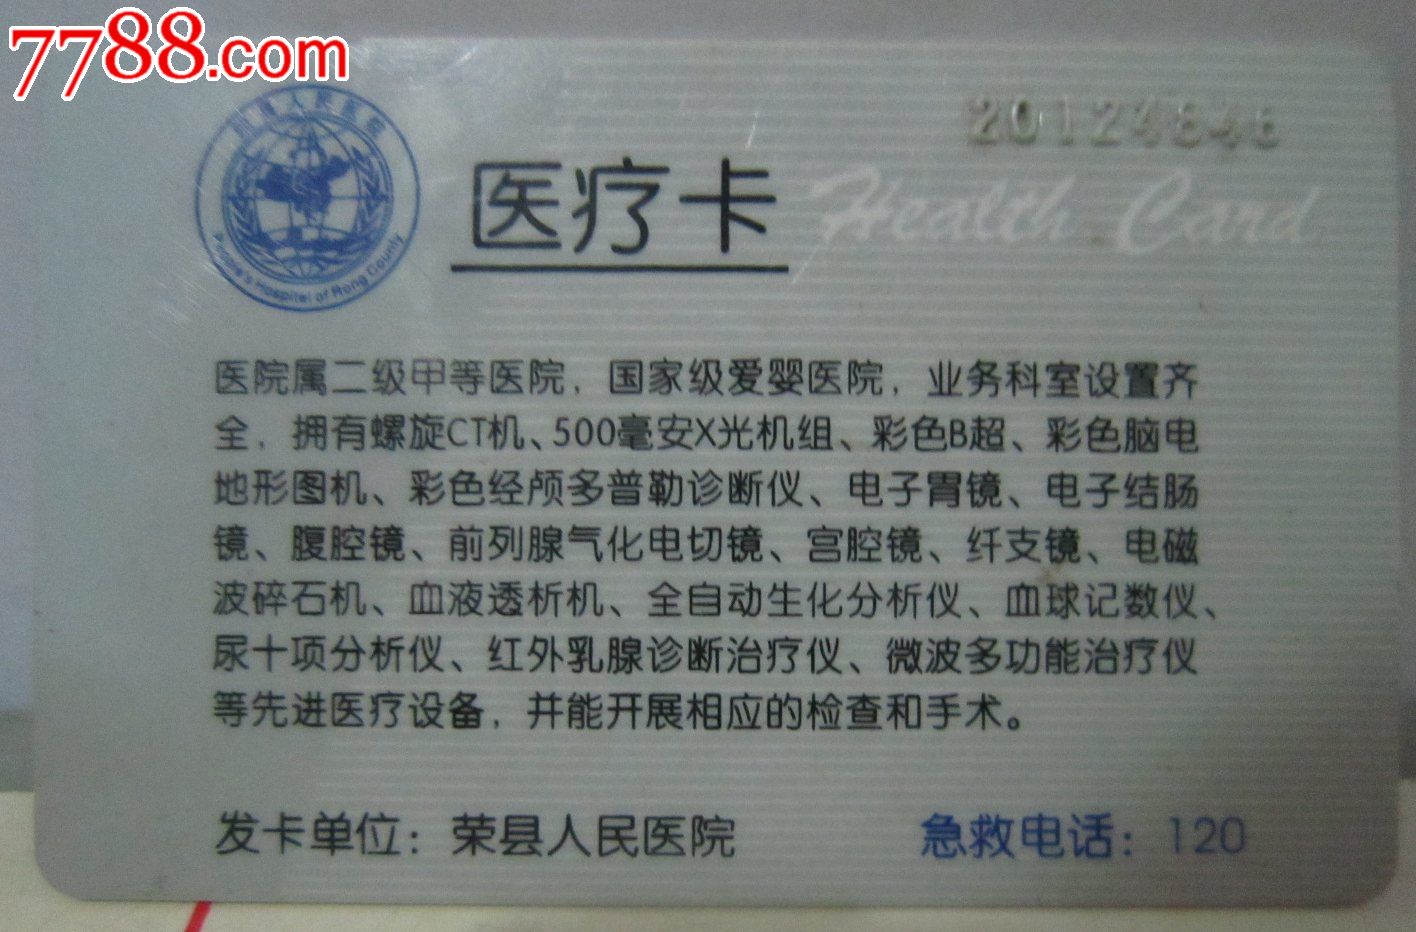 7788.com
荣县人民医院
People's Hospital of Rong County
20124646
医疗卡 Health Card
医院属二级甲等医院，国家级爱婴医院，业务科室设置齐
全，拥有螺旋CT机、500毫安X光机组、彩色B超、彩色脑电
地形图机、彩色经颅多普勒诊断仪、电子胃镜、电子结肠
镜、腹腔镜、前列腺气化电切镜、宫腔镜、纤支镜、电磁
波碎石机、血液透析机、全自动生化分析仪、血球记数仪、
尿十项分析仪、红外乳腺诊断治疗仪、微波多功能治疗仪
等先进医疗设备，并能开展相应的检查和手术。
发卡单位：荣县人民医院 急救电话：120